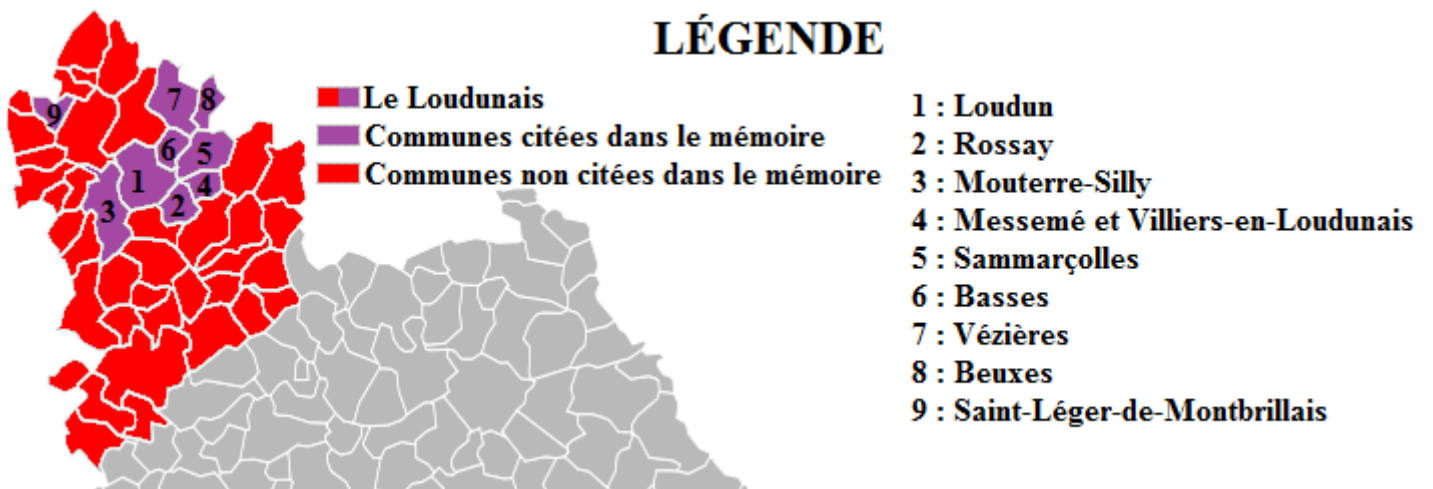 LÉGENDE
Le Loudunais
Communes citées dans le mémoire
Communes non citées dans le mémoire
1 : Loudun
2 : Rossay
3 : Mouterre-Silly
4 : Messemé et Villiers-en-Loudunais
5 : Sammarçolles
6 : Basses
7 : Vézières
8 : Beuxes
9 : Saint-Léger-de-Montbrillais
7
8
9
6
5
1
4
2
3